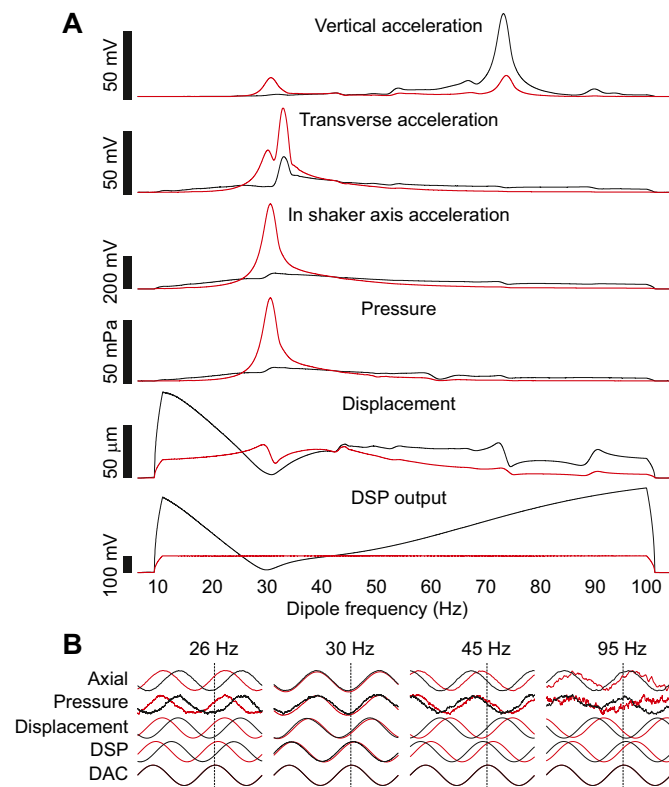 A
Vertical acceleration
50 mV
Transverse acceleration
50 mV
In shaker axis acceleration
200 mV
Pressure
50 mPa
Displacement
50 µm
DSP output
100 mV
10 20 30 40 50 60 70 80 90 100
Dipole frequency (Hz)
B
26 Hz 30 Hz 45 Hz 95 Hz
Axial
Pressure
Displacement
DSP
DAC